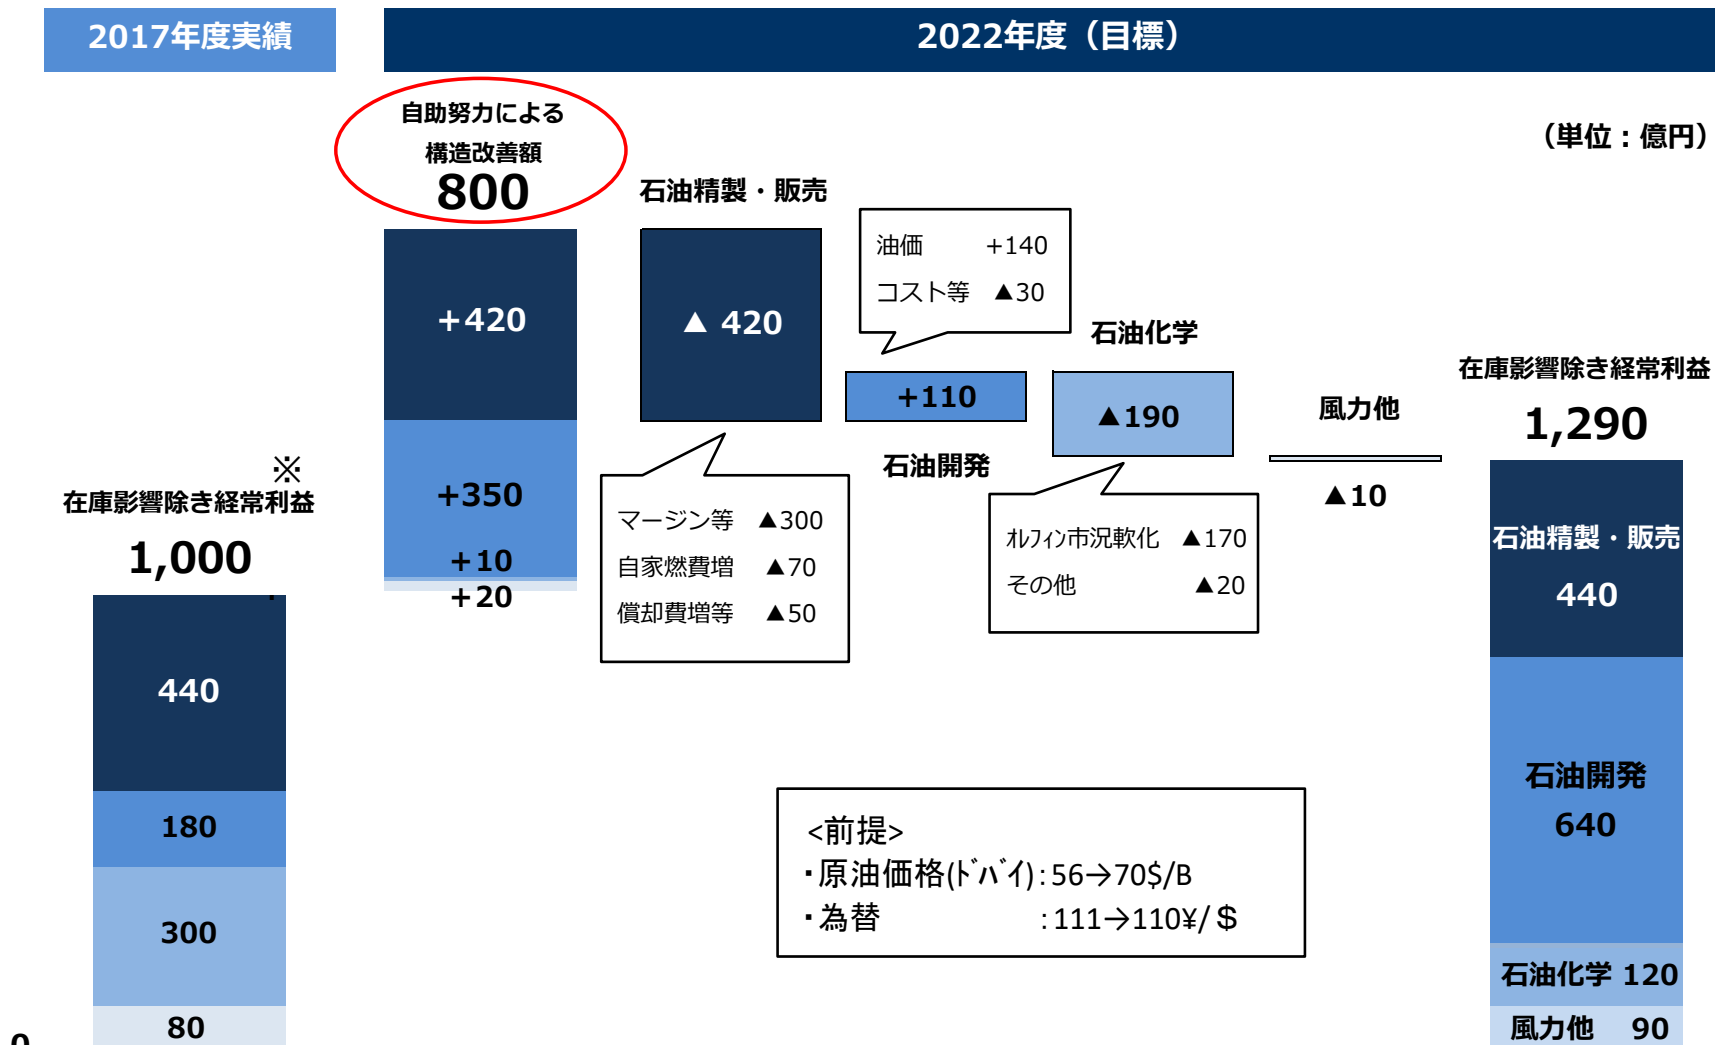 2017年度実績
2022年度（目標）
（単位：億円）
自助努力による
構造改善額
800
石油精製・販売
油価 +140
コスト等 ▲30
石油化学
+420
▲ 420
+110
▲190
石油開発
風力他
▲10
在庫影響除き経常利益
1,290
+350
+10
+20
マージン等 ▲300
自家燃費増 ▲70
償却費増等 ▲50
ｵﾚﾌｨﾝ市況軟化 ▲170
その他 ▲20
※
在庫影響除き経常利益
1,000
440
180
300
80
0
<前提>
・原油価格(ﾄﾞﾊﾞｲ)：56→70$/B
・為替 ：111→110¥/＄
石油精製・販売
440
石油開発
640
石油化学 120
風力他 90